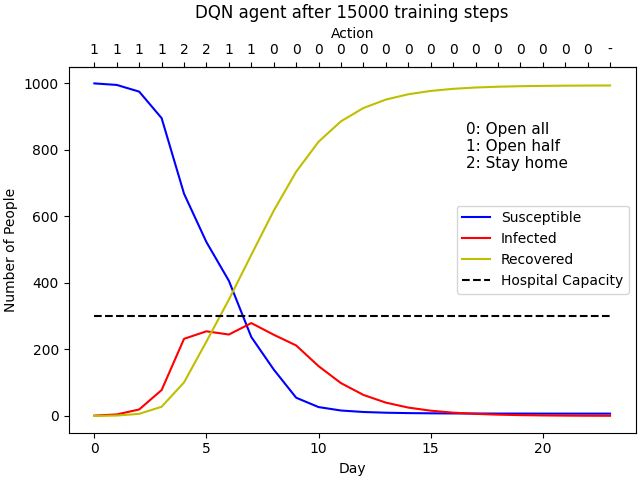 DQN agent after 15000 training steps
Action
1 1 1 1 2 2 1 1 0 0 0 0 0 0 0 0 0 0 0 0 0 0 0 -
1000
800
600
400
200
0
Number of People
0: Open all
1: Open half
2: Stay home
Susceptible
Infected
Recovered
Hospital Capacity
0 5 10 15 20
Day